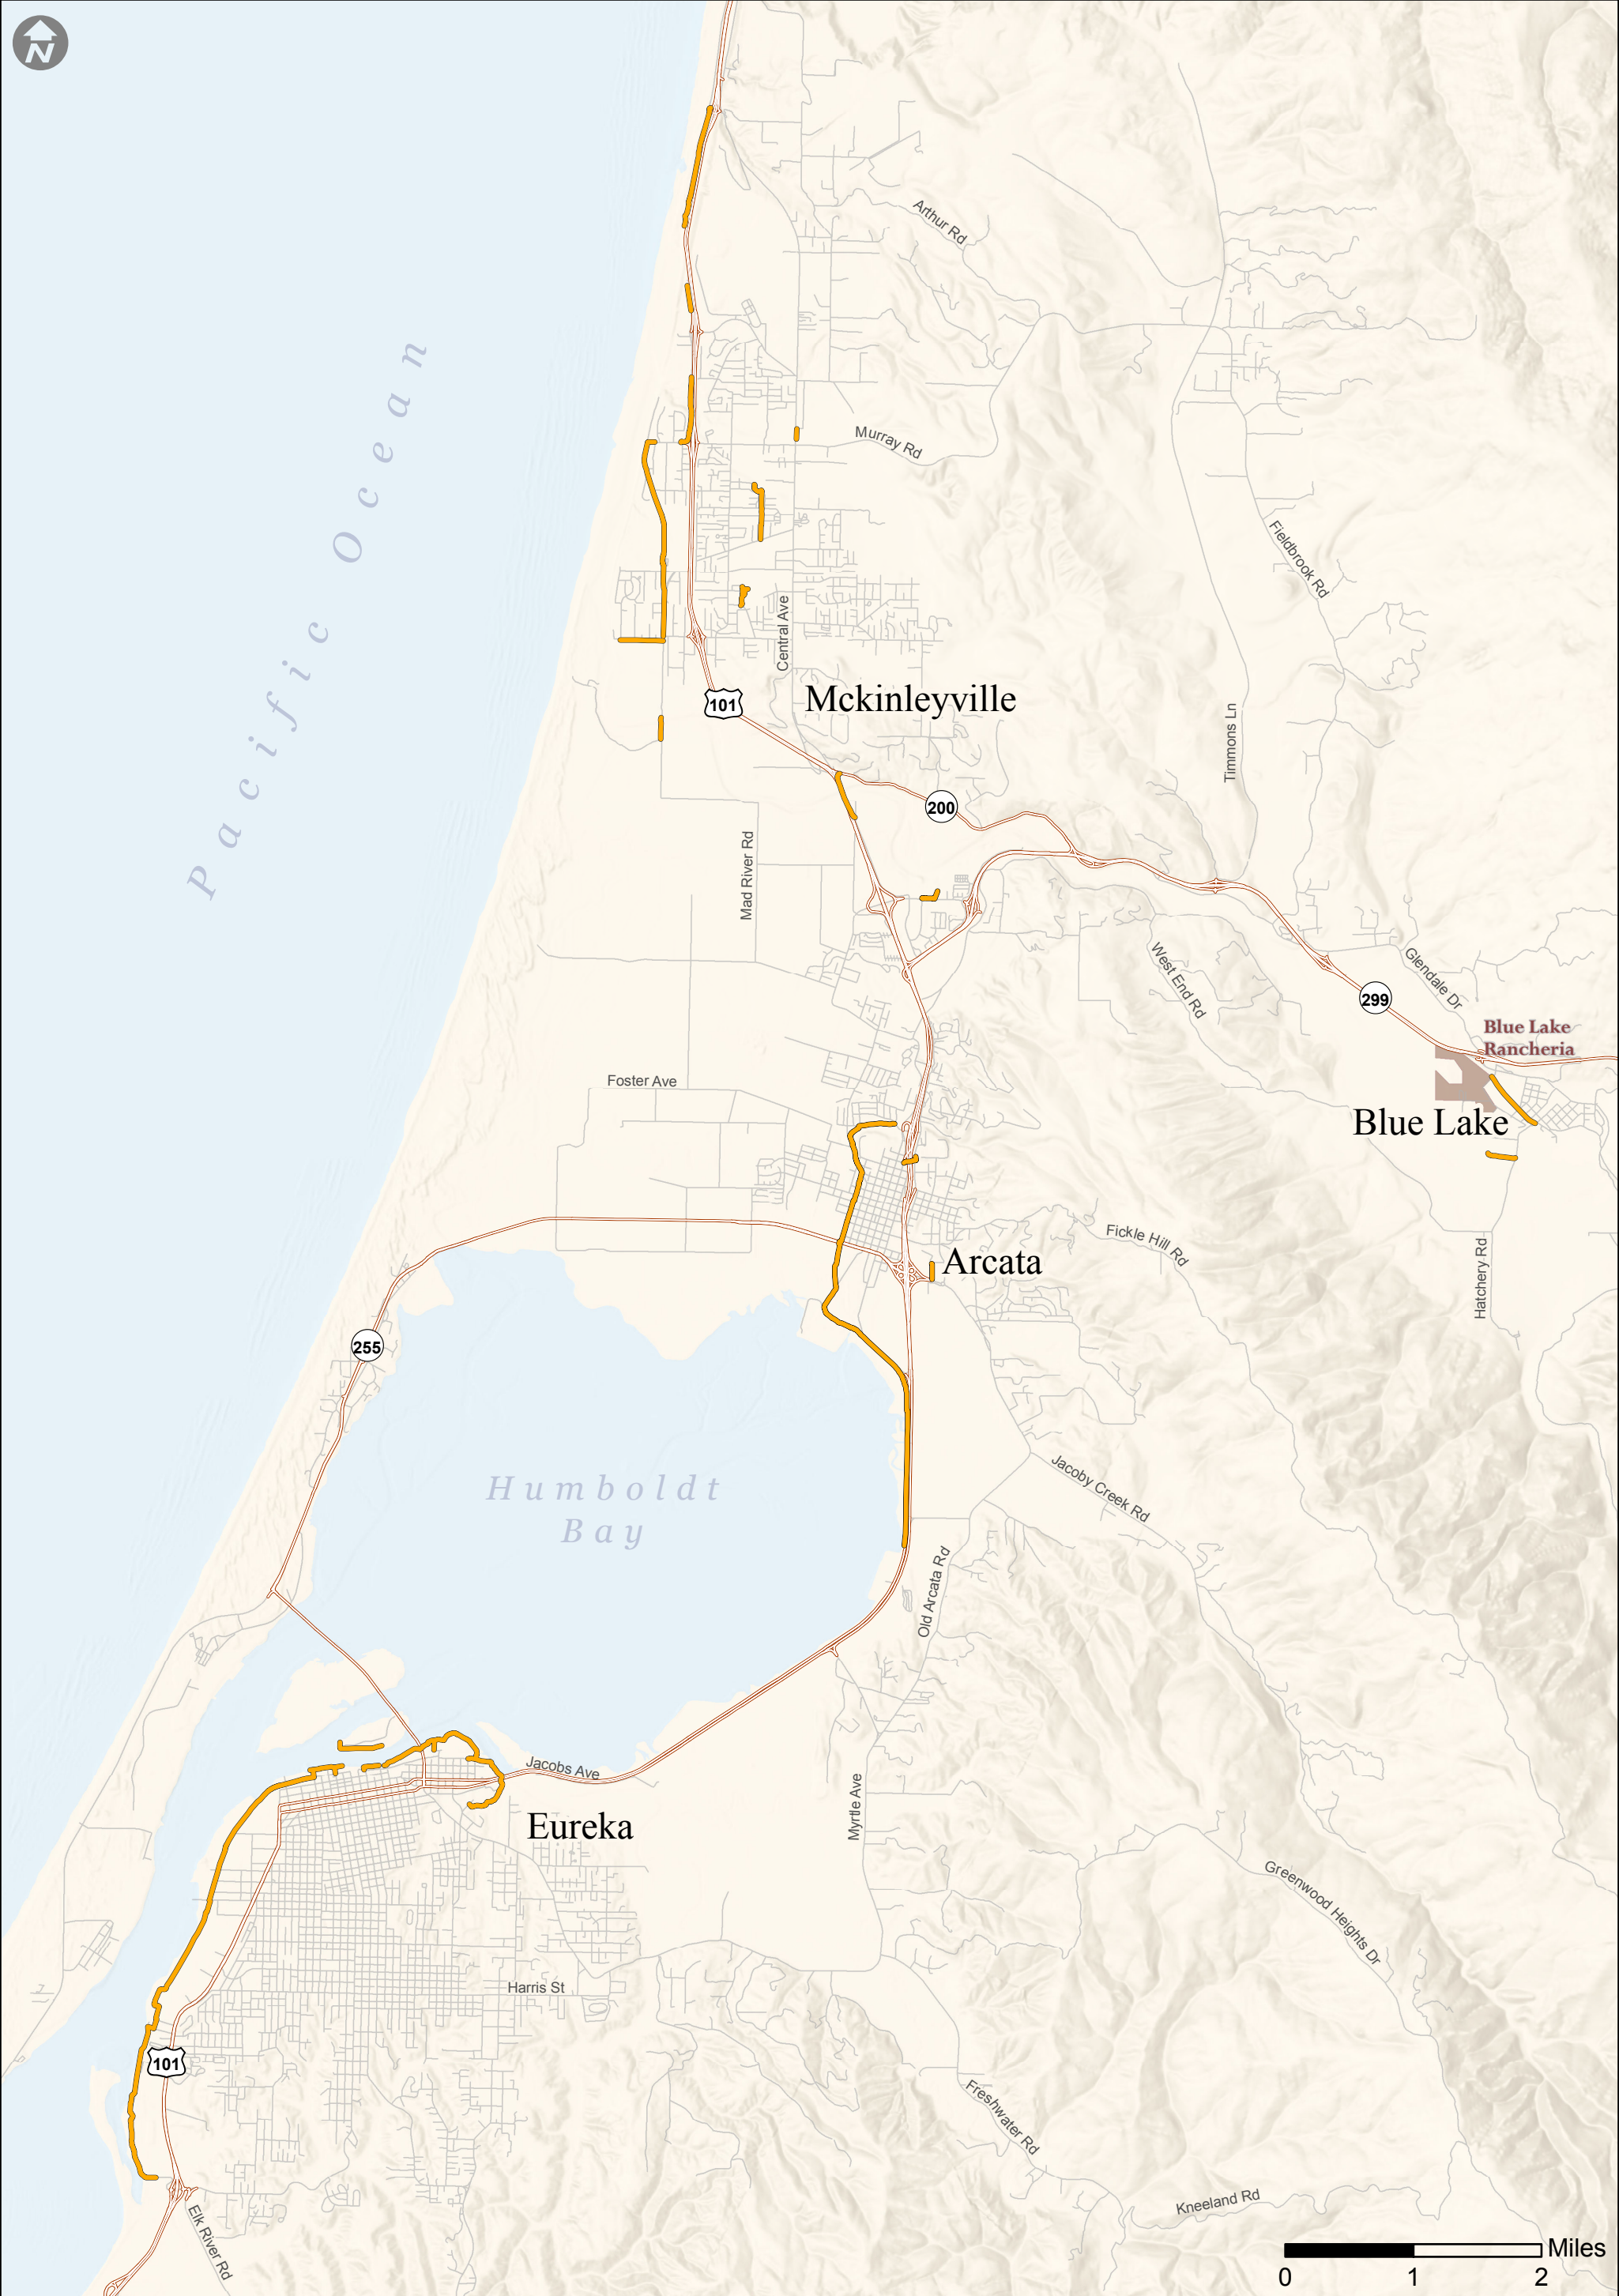 N
Arthur Rd
Pacific Ocean
Murray Rd
Fieldbrook Rd
Central Ave
Mckinleyville
101
Timmons Ln
200
Mad River Rd
West End Rd
Glendale Dr
299
Blue Lake
Rancheria
Foster Ave
Blue Lake
Fickle Hill Rd
Arcata
Hatchery Rd
255
Jacoby Creek Rd
Humboldt
Bay
Old Arcata Rd
Jacobs Ave
Myrtle Ave
Eureka
Greenwood Heights Dr
Harris St
101
Freshwater Rd
Kneeland Rd
Elk River Rd
Miles
0 1 2